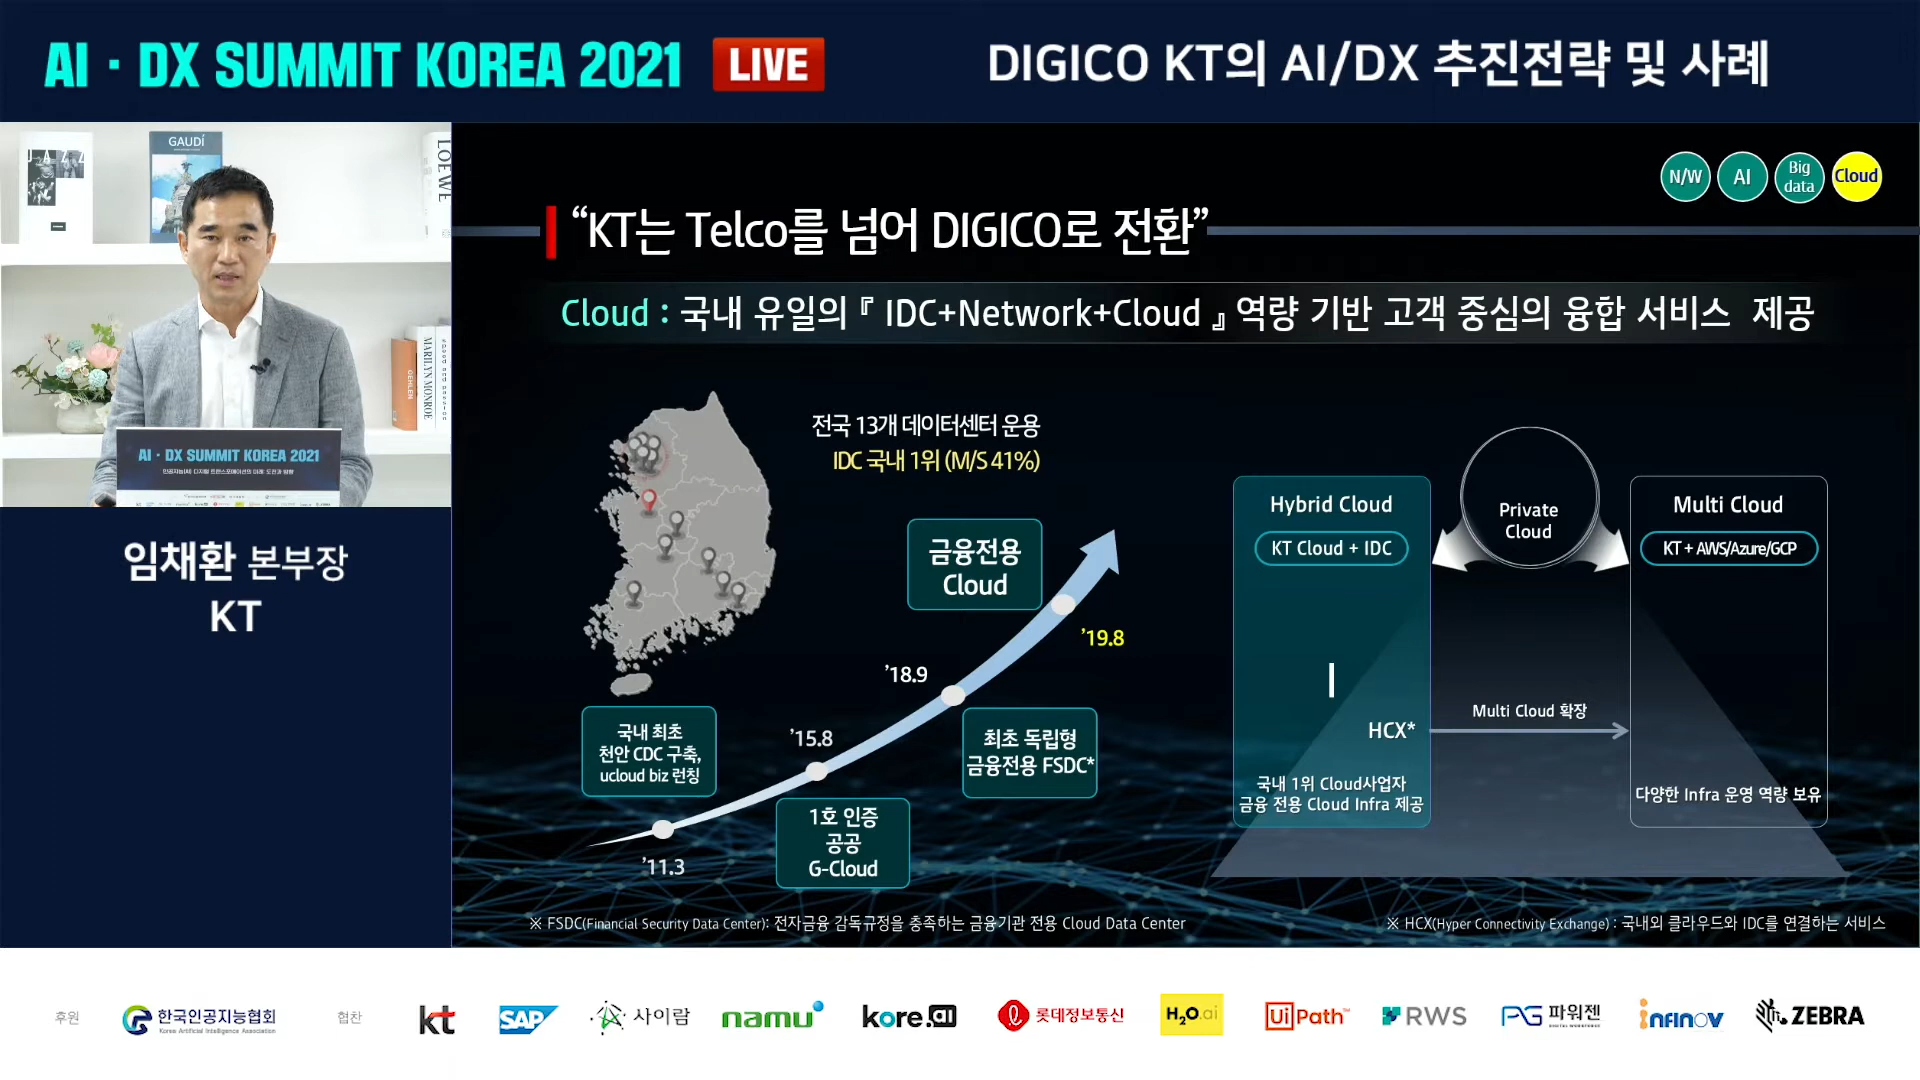 AI · DX SUMMIT KOREA 2021
LIVE
DIGICO KT의 AI/DX 추진전략 및 사례
JAZZ
GAUDÍ
LOEWE
OEHLEN
MARILYN MONROE
AI · DX SUMMIT KOREA 2021
임채환 본부장
KT
N/W
AI
Big
data
Cloud
“KT는 Telco를 넘어 DIGICO로 전환”
Cloud : 국내 유일의 『 IDC+Network+Cloud 』 역량 기반 고객 중심의 융합 서비스 제공
전국 13개 데이터센터 운용
IDC 국내 1위 (M/S 41%)
금융전용
Cloud
’19.8
’18.9
최초 독립형
금융전용 FSDC*
’15.8
1호 인증
공공
G-Cloud
국내 최초
천안 CDC 구축,
ucloud biz 런칭
’11.3
Hybrid Cloud
KT Cloud + IDC
HCX*
국내 1위 Cloud사업자
금융 전용 Cloud Infra 제공
Private
Cloud
Multi Cloud 확장
Multi Cloud
KT + AWS/Azure/GCP
다양한 Infra 운영 역량 보유
※ FSDC(Financial Security Data Center): 전자금융 감독규정을 충족하는 금융기관 전용 Cloud Data Center
※ HCX(Hyper Connectivity Exchange) : 국내외 클라우드와 IDC를 연결하는 서비스
후원
한국인공지능협회
Korea Artificial Intelligence Association
협찬
kt
SAP
사이람
namu
kore.ai
롯데정보통신
H2O.ai
UiPath
RWS
PG 파워젠
DIGITAL WORKFORCE
infinov
ZEBRA